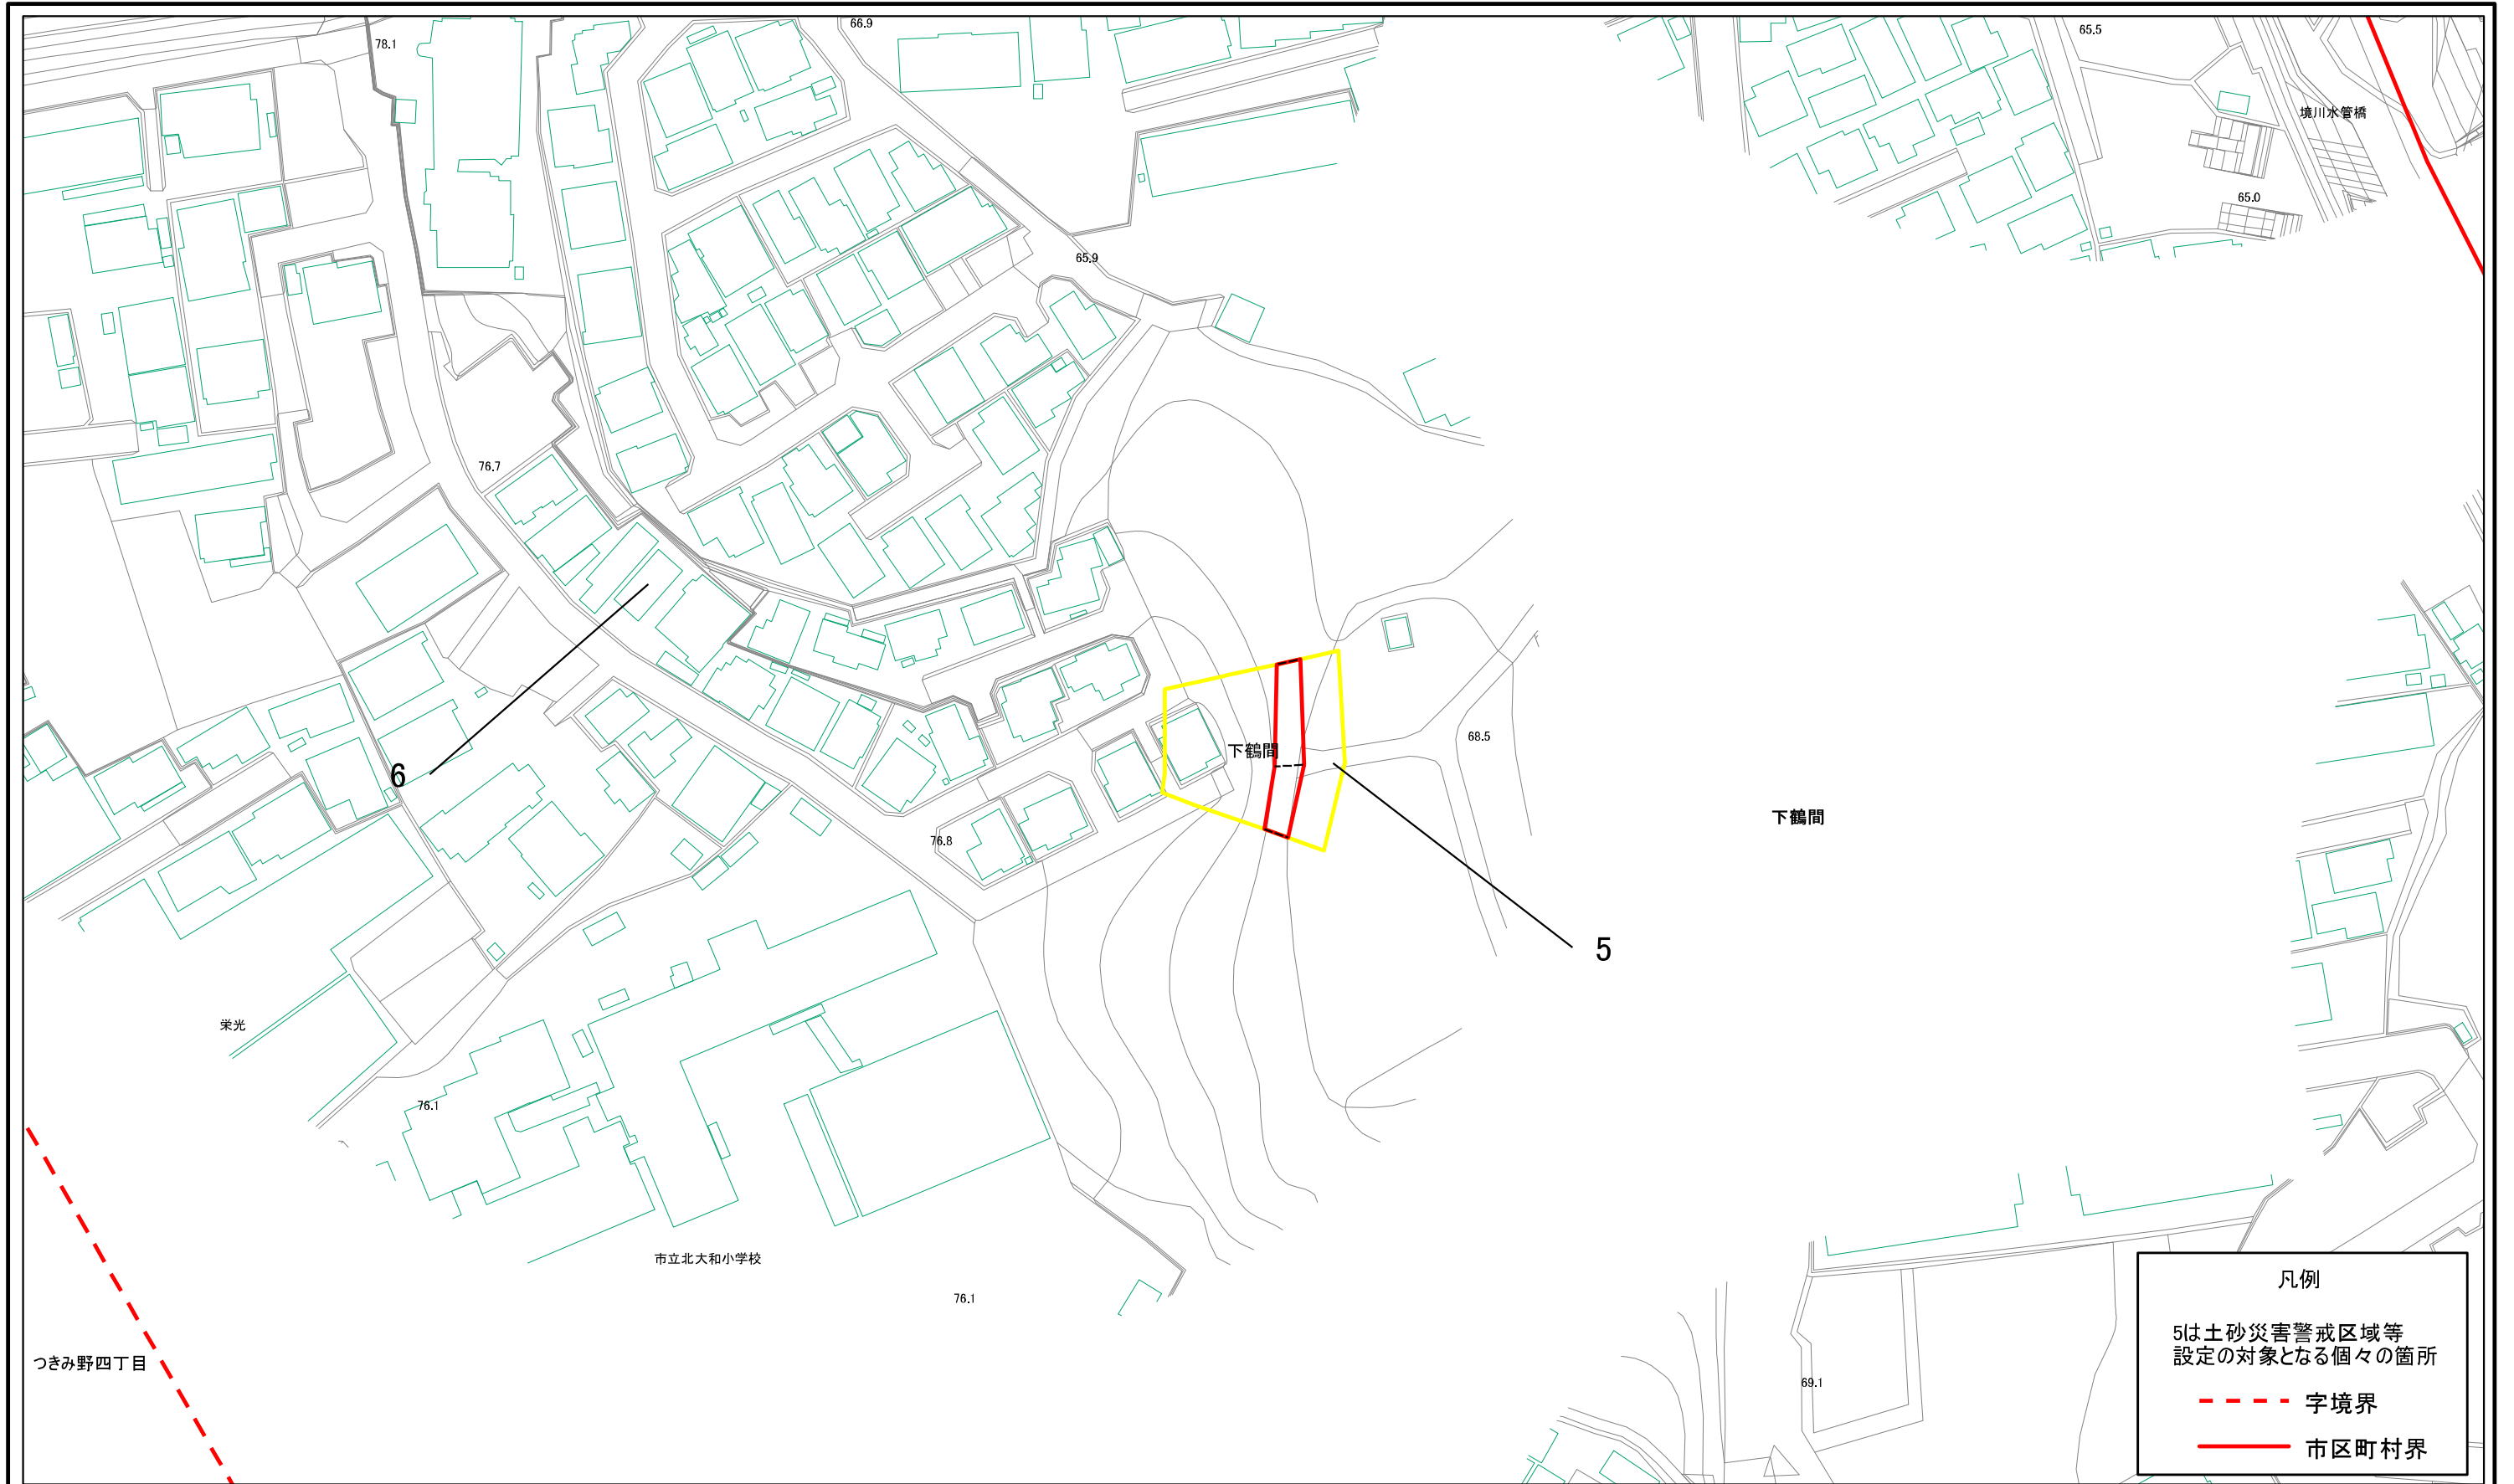 66.9
65.5
78.1
境川水管橋
65.0
65.9
76.7
68.5
下鶴間
6
下鶴間
76.8
5
栄光
76.1
市立北大和小学校
76.1
つきみ野四丁目
69.1
凡例
5は土砂災害警戒区域等
設定の対象となる個々の箇所
字境界
市区町村界